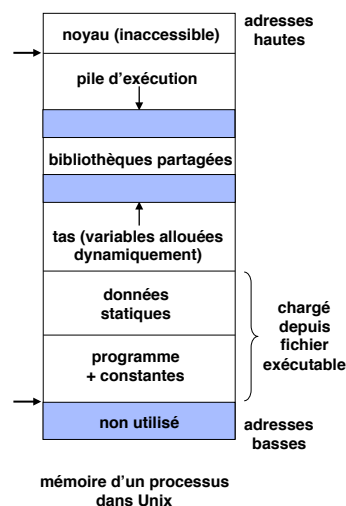 noyau (inaccessible)
adresses
hautes
pile d'exécution
bibliothèques partagées
tas (variables allouées
dynamiquement)
données
statiques
programme
+ constantes
chargé
depuis
fichier
exécutable
non utilisé
adresses
basses
mémoire d'un processus
dans Unix